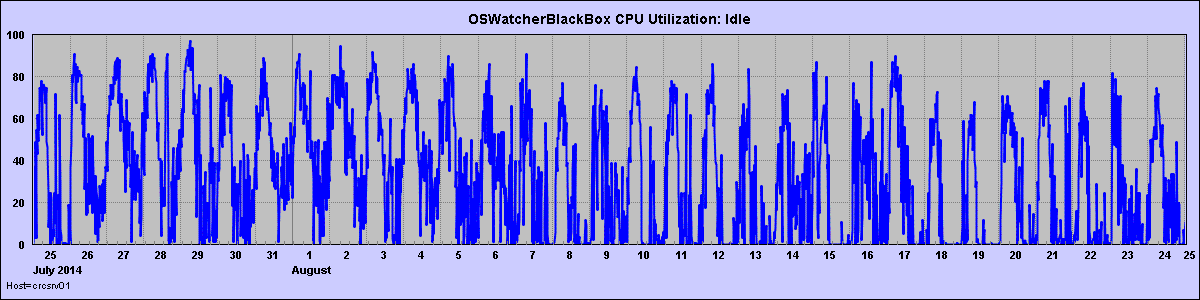 OSWatcherBlackBox CPU Utilization: Idle
100
80
60
40
20
0
25 26 27 28 29 30 31 1 2 3 4 5 6 7 8 9 10 11 12 13 14 15 16 17 18 19 20 21 22 23 24 25
July 2014 August
Host=crcsrv01